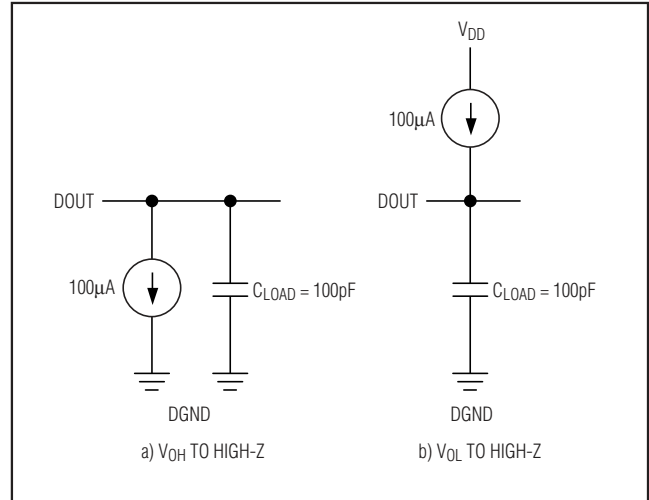 V_DD
100μA
DOUT
DOUT
100μA
C_LOAD = 100pF
C_LOAD = 100pF
DGND
DGND
a) V_OH TO HIGH-Z
b) V_OL TO HIGH-Z